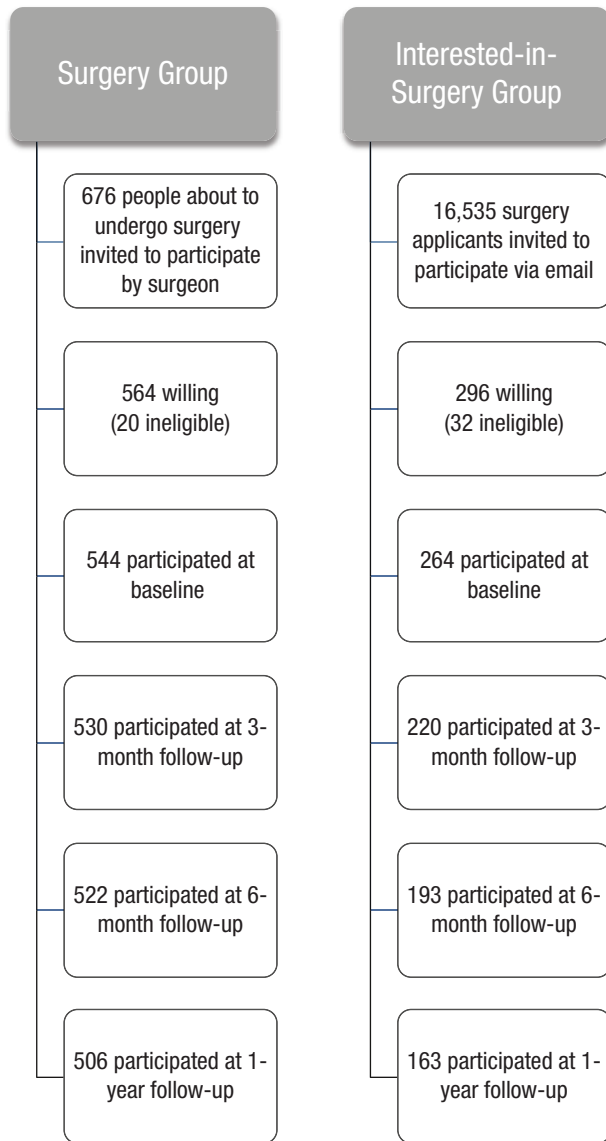 Surgery Group
676 people about to
undergo surgery
invited to participate
by surgeon
564 willing
(20 ineligible)
544 participated at
baseline
530 participated at 3-
month follow-up
522 participated at 6-
month follow-up
506 participated at 1-
year follow-up
Interested-in-
Surgery Group
16,535 surgery
applicants invited to
participate via email
296 willing
(32 ineligible)
264 participated at
baseline
220 participated at 3-
month follow-up
193 participated at 6-
month follow-up
163 participated at 1-
year follow-up